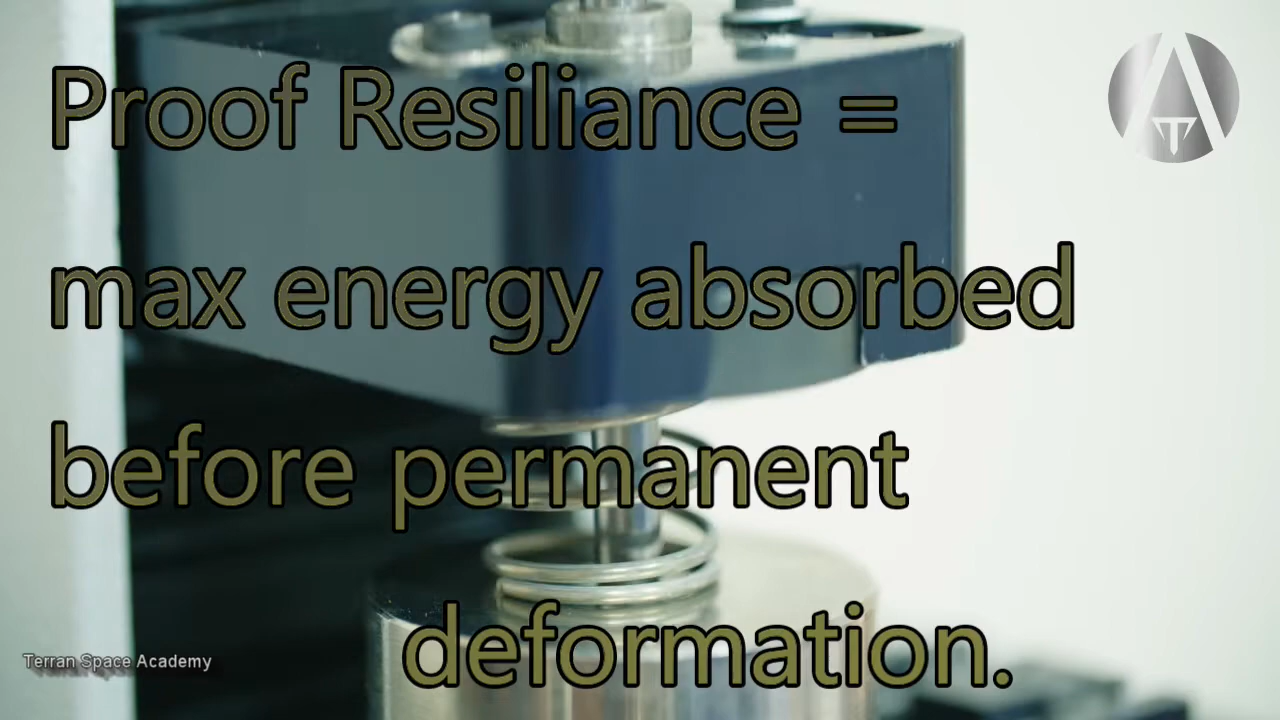 Proof Resiliance =
max energy absorbed
before permanent
deformation.
Terran Space Academy